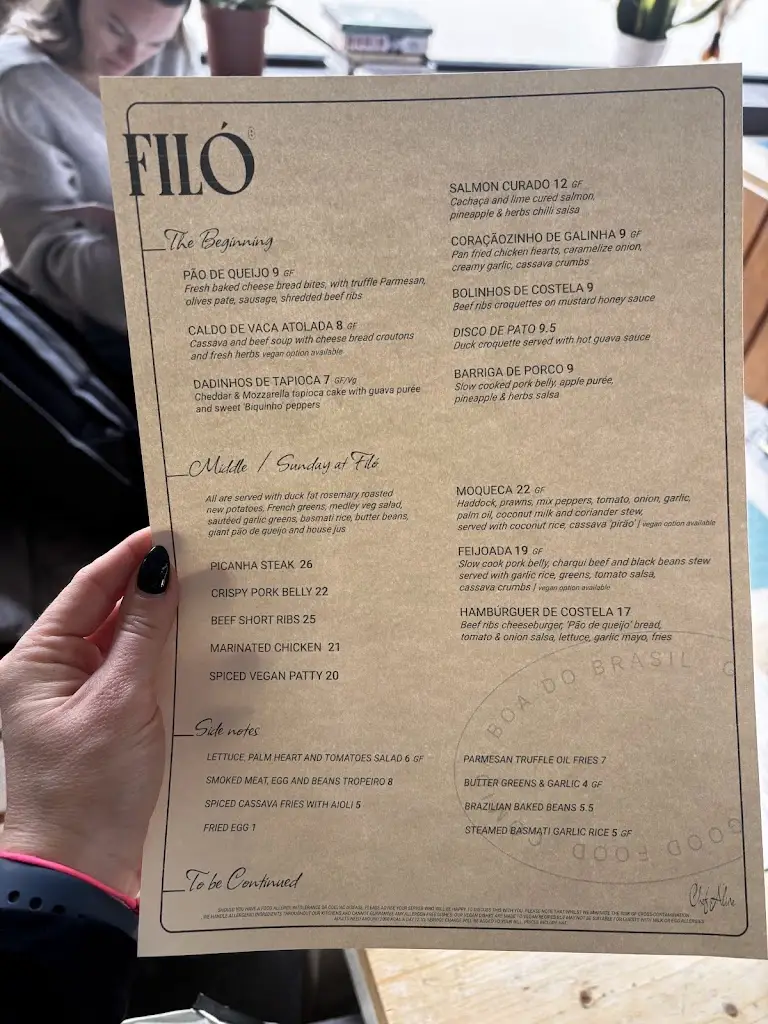 FILÓ
The Beginning
PÃO DE QUEIJO 9 GF
Fresh baked cheese bread bites, with truffle Parmesan,
olives pate, sausage, shredded beef ribs
CALDO DE VACA ATOLADA 8 GF
Cassava and beef soup with cheese bread croutons
and fresh herbs vegan option available
DADINHOS DE TAPIOCA 7 GF/Vg
Cheddar & Mozzarella tapioca cake with guava purée
and sweet 'Biquinho' peppers
SALMON CURADO 12 GF
Cachaça and lime cured salmon,
pineapple & herbs chilli salsa
CORAÇÃOZINHO DE GALINHA 9 GF
Pan fried chicken hearts, caramelize onion,
creamy garlic, cassava crumbs
BOLINHOS DE COSTELA 9
Beef ribs croquettes on mustard honey sauce
DISCO DE PATO 9.5
Duck croquette served with hot guava sauce
BARRIGA DE PORCO 9
Slow cooked pork belly, apple purée,
pineapple & herbs salsa
Middle / Sunday at Filó
All are served with duck fat rosemary roasted
new potatoes, French greens, medley veg salad,
sautéed garlic greens, basmati rice, butter beans,
giant pão de queijo and house jus
PICANHA STEAK 26
CRISPY PORK BELLY 22
BEEF SHORT RIBS 25
MARINATED CHICKEN 21
SPICED VEGAN PATTY 20
MOQUECA 22 GF
Haddock, prawns, mix peppers, tomato, onion, garlic,
palm oil, coconut milk and coriander stew,
served with coconut rice, cassava 'pirão' | vegan option available
FEIJOADA 19 GF
Slow cook pork belly, charqui beef and black beans stew
served with garlic rice, greens, tomato salsa,
cassava crumbs | vegan option available
HAMBÚRGUER DE COSTELA 17
Beef ribs cheeseburger, 'Pão de queijo' bread,
tomato & onion salsa, lettuce, garlic mayo, fries
Side notes
LETTUCE, PALM HEART AND TOMATOES SALAD 6 GF
SMOKED MEAT, EGG AND BEANS TROPEIRO 8
SPICED CASSAVA FRIES WITH AIOLI 5
FRIED EGG 1
PARMESAN TRUFFLE OIL FRIES 7
BUTTER GREENS & GARLIC 4 GF
BRAZILIAN BAKED BEANS 5.5
STEAMED BASMATI GARLIC RICE 5 GF
BOA DO BRASIL
GOOD FOOD
To be Continued
Chef Aline